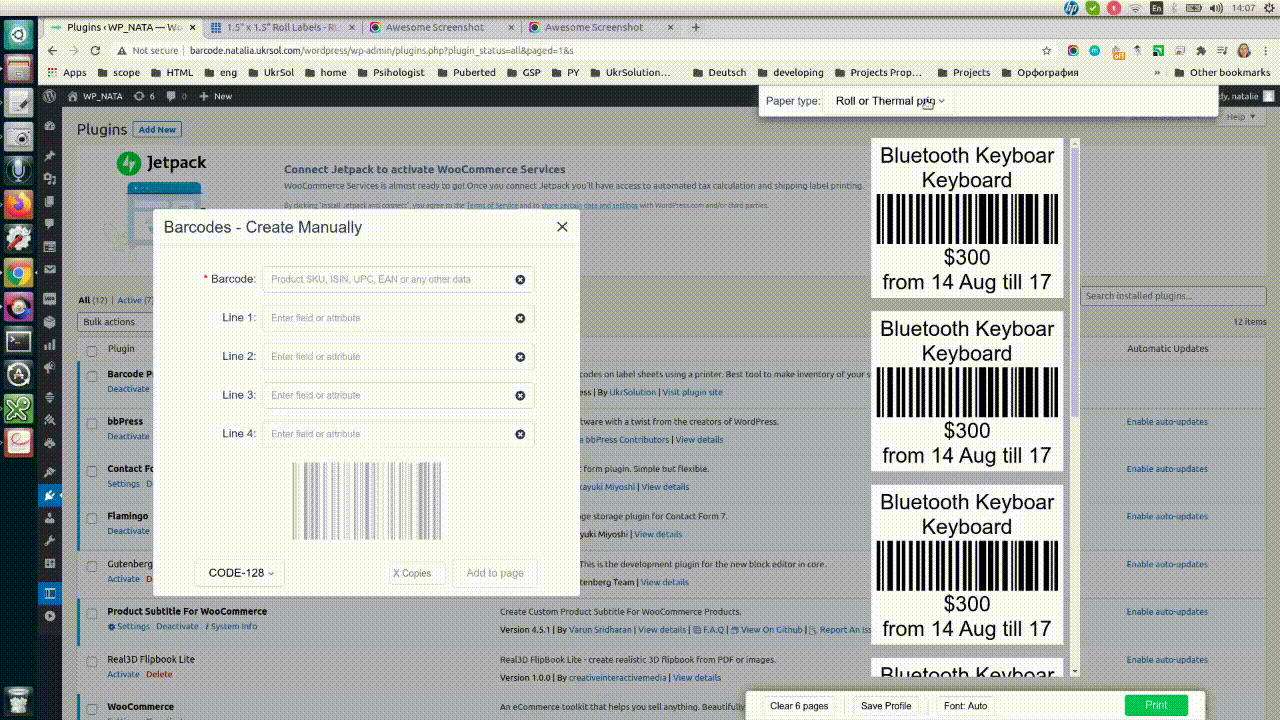 hp
En
14:07
Plugins ‹ WP_NATA — Wo
1.5" x 1.5" Roll Labels - R
Awesome Screenshot
Awesome Screenshot
Not secure
barcode.natalia.ukrsol.com/wordpress/wp-admin/plugins.php?plugin_status=all&paged=1&s
Apps
scope
HTML
eng
UkrSol
home
Psihologist
Puberted
GSP
PY
UkrSolution...
Deutsch
developing
Projects Prop...
Projects
Орфография
»
Other bookmarks
WP_NATA
6
0
New
natalie
Paper type:
Roll or Thermal
Plugins
Add New
Help
Jetpack
Connect Jetpack to activate WooCommerce Services
WooCommerce Services is almost ready to go! Once you connect Jetpack you'll have access to automated tax calculation and shipping label printing.
By clicking "Install Jetpack and connect", you agree to the Terms of Service and to share certain data and settings with WordPress.com and/or third parties.
Barcodes - Create Manually
* Barcode:
Product SKU, ISIN, UPC, EAN or any other data
Line 1:
Enter field or attribute
Line 2:
Enter field or attribute
Line 3:
Enter field or attribute
Line 4:
Enter field or attribute
CODE-128
X Copies
Add to page
Bluetooth Keyboar
Keyboard
$300
from 14 Aug till 17
Bluetooth Keyboar
Keyboard
$300
from 14 Aug till 17
Bluetooth Keyboar
Keyboard
$300
from 14 Aug till 17
Bluetooth Keyboar
All (12) | Active (7
Search installed plugins...
Bulk actions
12 items
Plugin
Automatic Updates
Barcode P
codes on label sheets using a printer. Best tool to make inventory of your s
Deactivate
| By UkrSolution | Visit plugin site
bbPress
tware with a twist from the creators of WordPress.
Enable auto-updates
Deactivate
bbPress Contributors | View details
Contact Fo
form plugin. Simple but flexible.
Enable auto-updates
Settings
Deactivate
kayuki Miyoshi | View details
Flamingo
ge storage plugin for Contact Form 7.
Enable auto-updates
Deactivate
yuki Miyoshi | View details
Gutenberg
This is the development plugin for the new block editor in core.
Enable auto-updates
Activate
tenberg Team | View details
Product Subtitle For WooCommerce
Create Custom Product Subtitle For WooCommerce Products.
Enable auto-updates
Settings
Deactivate
System Info
Version 4.5.1 | By Varun Sridharan | View details | F.A.Q | View On Github | Report An Iss
Real3D Flipbook Lite
Real3D FlipBook Lite - create realistic 3D flipbook from PDF or images.
Enable auto-updates
Activate
Delete
Version 1.0.0 | By creativeinteractivemedia | View details
WooCommerce
An eCommerce toolkit that helps you sell anything. Beautifully
Enable auto-updates
Clear 6 pages
Save Profile
Font: Auto
Print